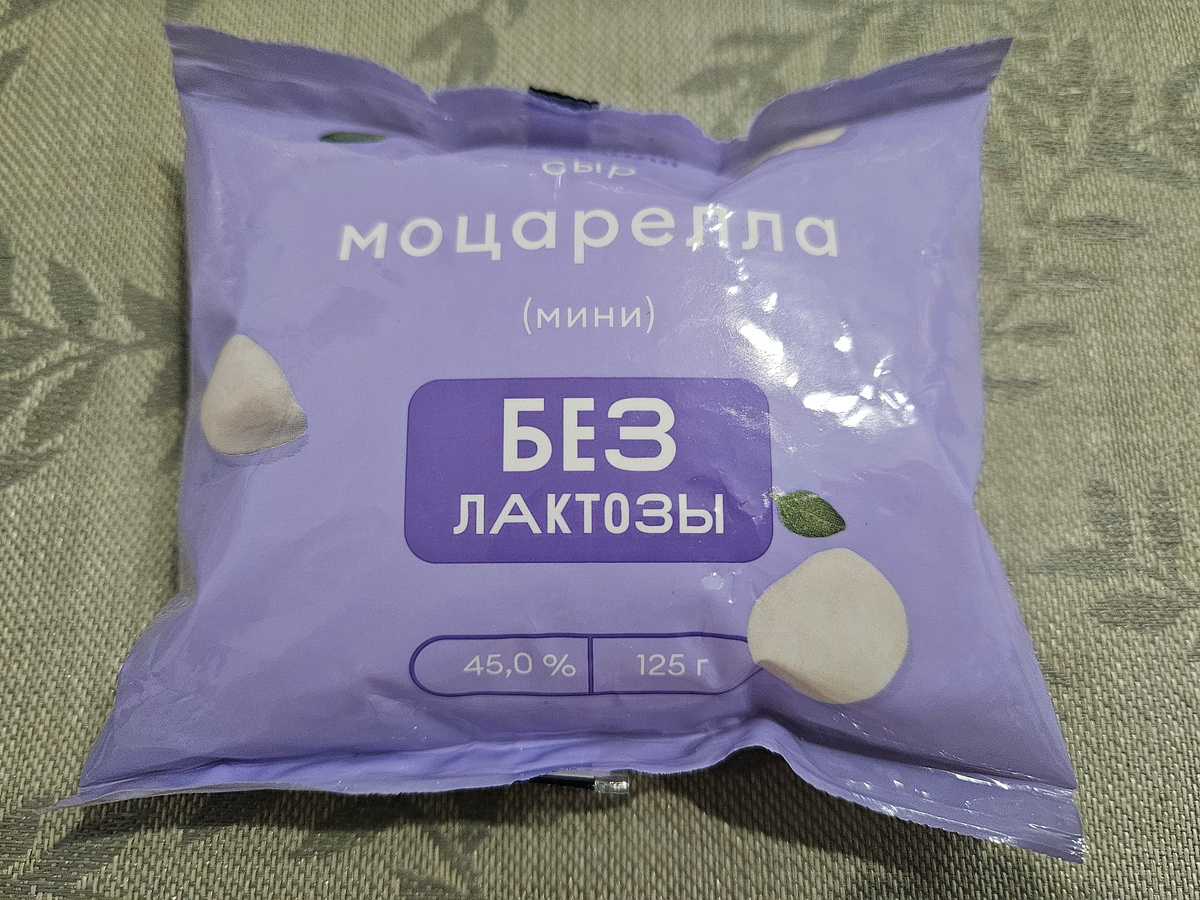 сыр
моцарелла
(мини)
БЕЗ
ЛАКТОЗЫ
45,0 % 125 г